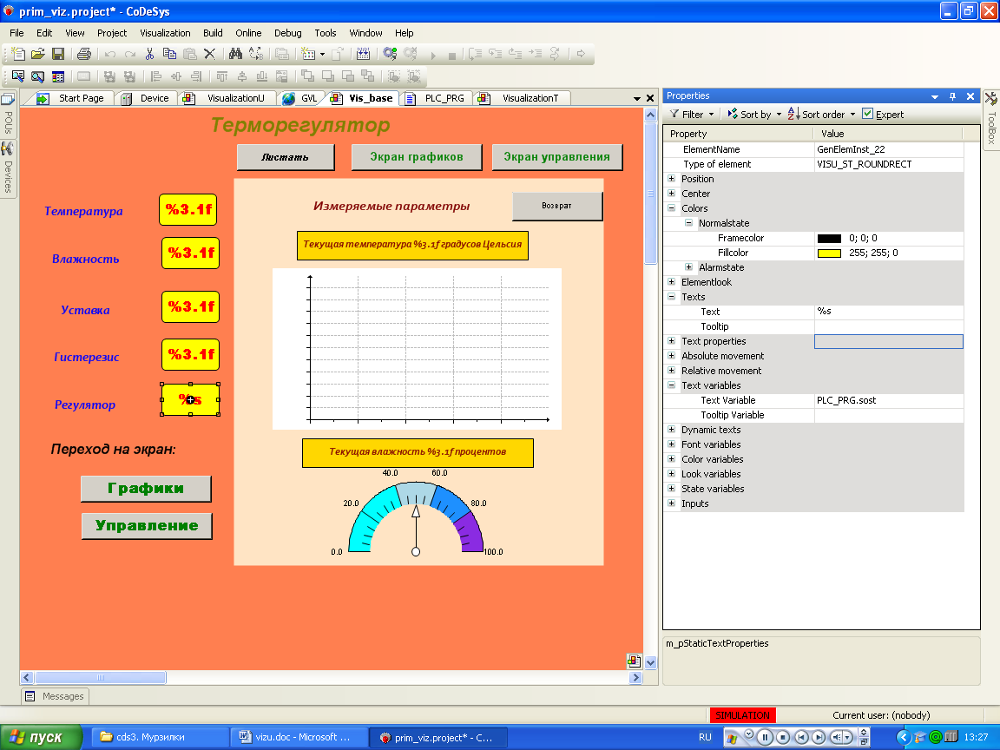 prim_viz.project* - CoDeSys
File Edit View Project Visualization Build Online Debug Tools Window Help
Start Page Device VisualizationU GVL Vis_base PLC_PRG VisualizationT
POUs
Devices
Терморегулятор
Листать Экран графиков Экран управления
Температура %3.1f
Влажность %3.1f
Уставка %3.1f
Гистерезис %3.1f
Регулятор %s
Переход на экран:
Графики
Управление
Измеряемые параметры Возврат
Текущая температура %3.1f градусов Цельсия
Текущая влажность %3.1f процентов
40.0 60.0
20.0 80.0
0.0 100.0
Properties
Filter Sort by Sort order Expert
Property Value
ElementName GenElemInst_22
Type of element VISU_ST_ROUNDRECT
Position
Center
Colors
Normalstate
Framecolor 0; 0; 0
Fillcolor 255; 255; 0
Alarmstate
Elementlook
Texts
Text %s
Tooltip
Text properties
Absolute movement
Relative movement
Text variables
Text Variable PLC_PRG.sost
Tooltip Variable
Dynamic texts
Font variables
Color variables
Look variables
State variables
Inputs
m_pStaticTextProperties
ToolBox
Messages
SIMULATION Current user: (nobody)
пуск cds3. Мурзилки vizu.doc - Microsoft ... prim_viz.project* - C... RU 13:27